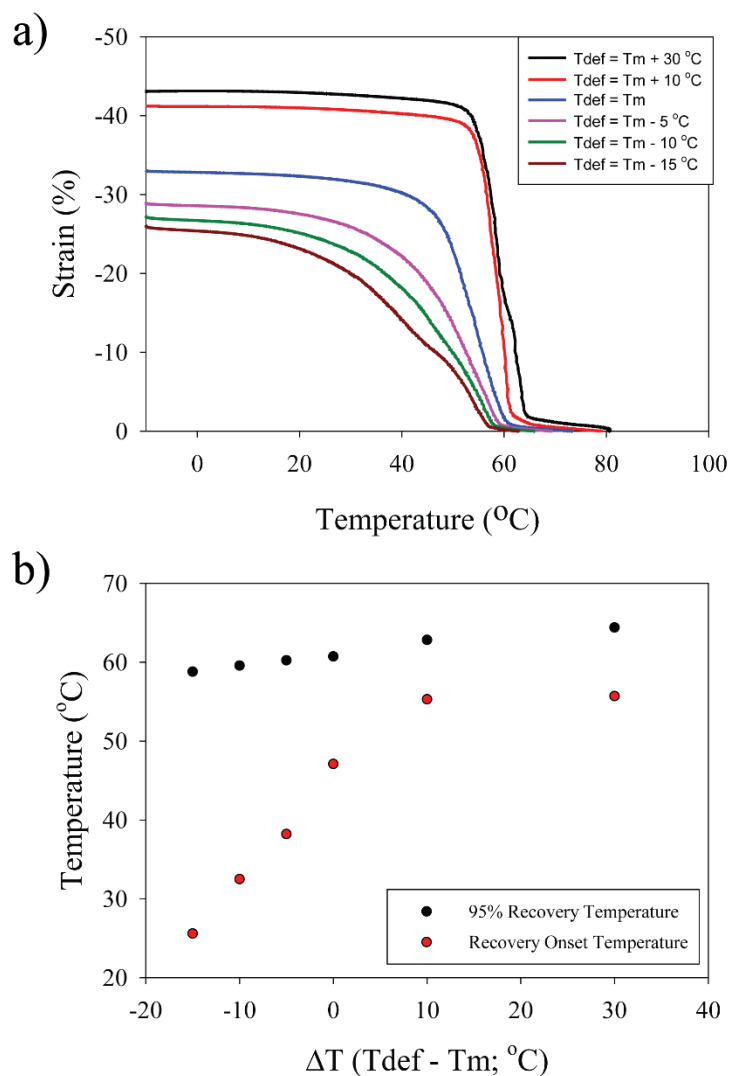 a)
-50
-40
-30
-20
-10
0
Strain (%)
Tdef = Tm + 30 °C
Tdef = Tm + 10 °C
Tdef = Tm
Tdef = Tm - 5 °C
Tdef = Tm - 10 °C
Tdef = Tm - 15 °C
0 20 40 60 80 100
Temperature (°C)
b)
70
60
50
40
30
20
Temperature (°C)
95% Recovery Temperature
Recovery Onset Temperature
-20 -10 0 10 20 30 40
ΔT (Tdef - Tm; °C)